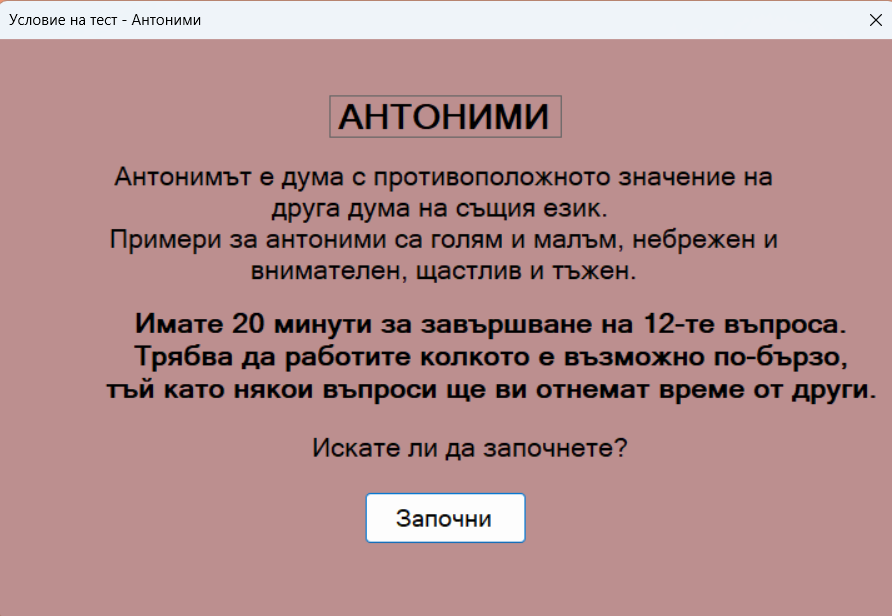 Условие на тест - Антоними
АНТОНИМИ
Антонимът е дума с противоположното значение на
друга дума на същия език.
Примери за антоними са голям и малъм, небрежен и
внимателен, щастлив и тъжен.
Имате 20 минути за завършване на 12-те въпроса.
Трябва да работите колкото е възможно по-бързо,
тъй като някои въпроси ще ви отнемат време от други.
Искате ли да започнете?
Започни